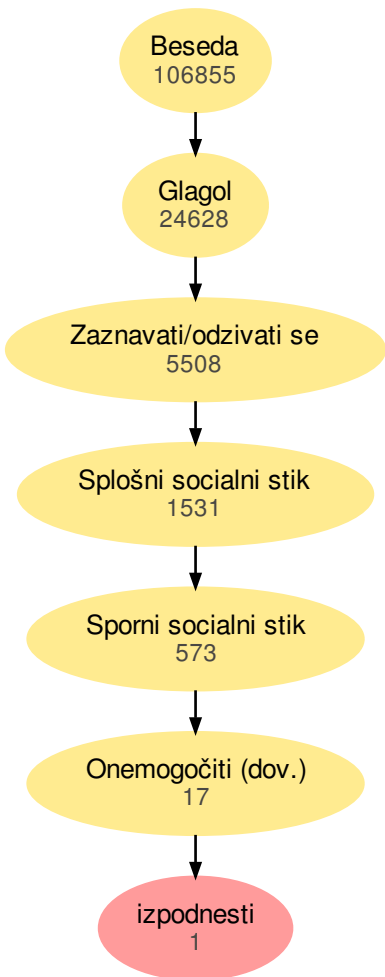 Beseda
106855
Glagol
24628
Zaznavati/odzivati se
5508
Splošni socialni stik
1531
Sporni socialni stik
573
Onemogočiti (dov.)
17
izpodnesti
1